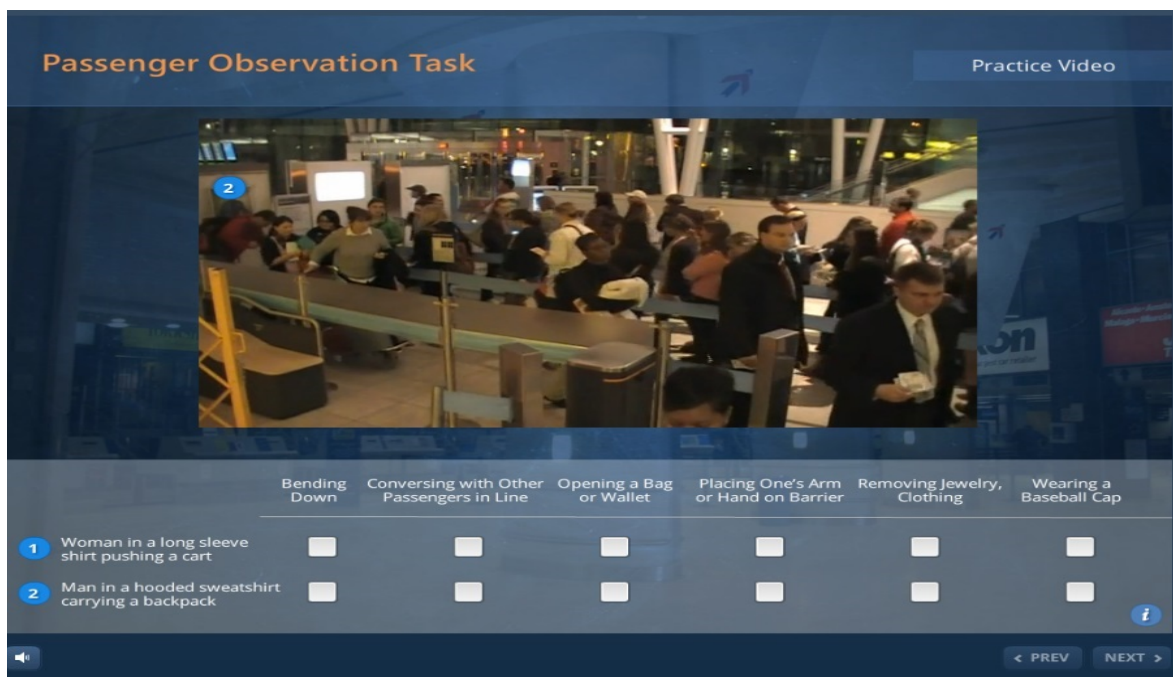 Passenger Observation Task
Practice Video
2
Bending
Down
Conversing with Other
Passengers in Line
Opening a Bag
or Wallet
Placing One's Arm
or Hand on Barrier
Removing Jewelry,
Clothing
Wearing a
Baseball Cap
1
Woman in a long sleeve
shirt pushing a cart
2
Man in a hooded sweatshirt
carrying a backpack
i
< PREV
NEXT >